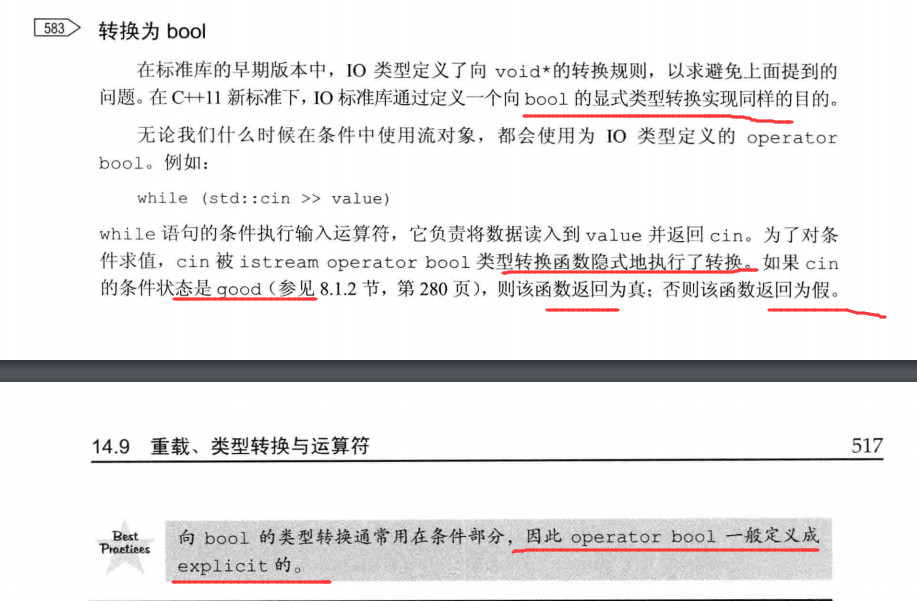 583
转换为 bool
在标准库的早期版本中，IO 类型定义了向 void*的转换规则，以求避免上面提到的
问题。在 C++11 新标准下，IO 标准库通过定义一个向 bool 的显式类型转换实现同样的目的。
无论我们什么时候在条件中使用流对象，都会使用为 IO 类型定义的 operator
bool。例如：
while (std::cin >> value)
while 语句的条件执行输入运算符，它负责将数据读入到 value 并返回 cin。为了对条
件求值，cin 被 istream operator bool 类型转换函数隐式地执行了转换。如果 cin
的条件状态是 good（参见 8.1.2 节，第 280 页），则该函数返回为真；否则该函数返回为假。
14.9 重载、类型转换与运算符 517
Best
Practices
向 bool 的类型转换通常用在条件部分，因此 operator bool 一般定义成
explicit 的。